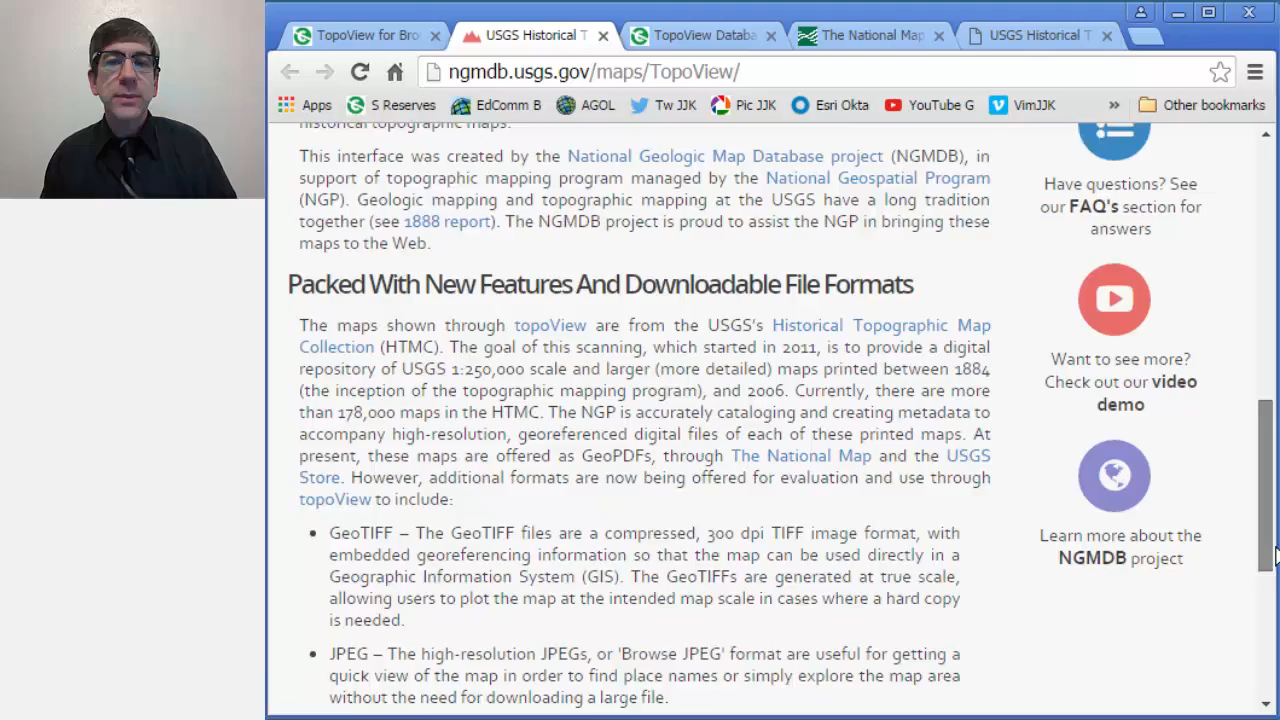 TopoView for Bro
USGS Historical T
TopoView Databa
The National Map
USGS Historical T
ngmdb.usgs.gov/maps/TopoView/
Apps
S Reserves
EdComm B
AGOL
Tw JJK
Pic JJK
Esri Okta
YouTube G
VimJJK
»
Other bookmarks
historical topographic maps.
This interface was created by the National Geologic Map Database project (NGMDB), in
support of topographic mapping program managed by the National Geospatial Program
(NGP). Geologic mapping and topographic mapping at the USGS have a long tradition
together (see 1888 report). The NGMDB project is proud to assist the NGP in bringing these
maps to the Web.
Packed With New Features And Downloadable File Formats
The maps shown through topoView are from the USGS's Historical Topographic Map
Collection (HTMC). The goal of this scanning, which started in 2011, is to provide a digital
repository of USGS 1:250,000 scale and larger (more detailed) maps printed between 1884
(the inception of the topographic mapping program), and 2006. Currently, there are more
than 178,000 maps in the HTMC. The NGP is accurately cataloging and creating metadata to
accompany high-resolution, georeferenced digital files of each of these printed maps. At
present, these maps are offered as GeoPDFs, through The National Map and the USGS
Store. However, additional formats are now being offered for evaluation and use through
topoView to include:
• GeoTIFF – The GeoTIFF files are a compressed, 300 dpi TIFF image format, with
embedded georeferencing information so that the map can be used directly in a
Geographic Information System (GIS). The GeoTIFFs are generated at true scale,
allowing users to plot the map at the intended map scale in cases where a hard copy
is needed.
• JPEG – The high-resolution JPEGs, or 'Browse JPEG' format are useful for getting a
quick view of the map in order to find place names or simply explore the map area
without the need for downloading a large file.
Have questions? See
our FAQ's section for
answers
Want to see more?
Check out our video
demo
Learn more about the
NGMDB project